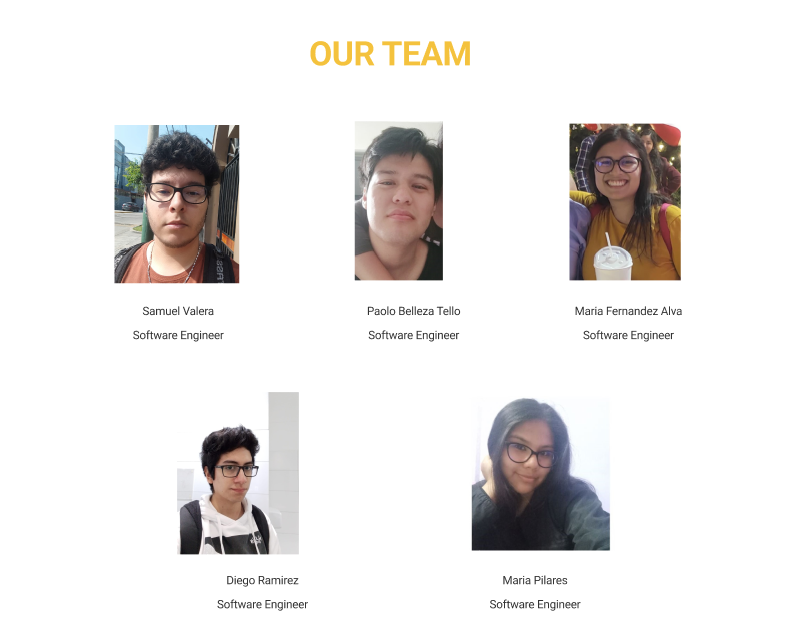 OUR TEAM
Samuel Valera
Paolo Belleza Tello
Maria Fernandez Alva
Software Engineer
Software Engineer
Software Engineer
Diego Ramirez
Maria Pilares
Software Engineer
Software Engineer